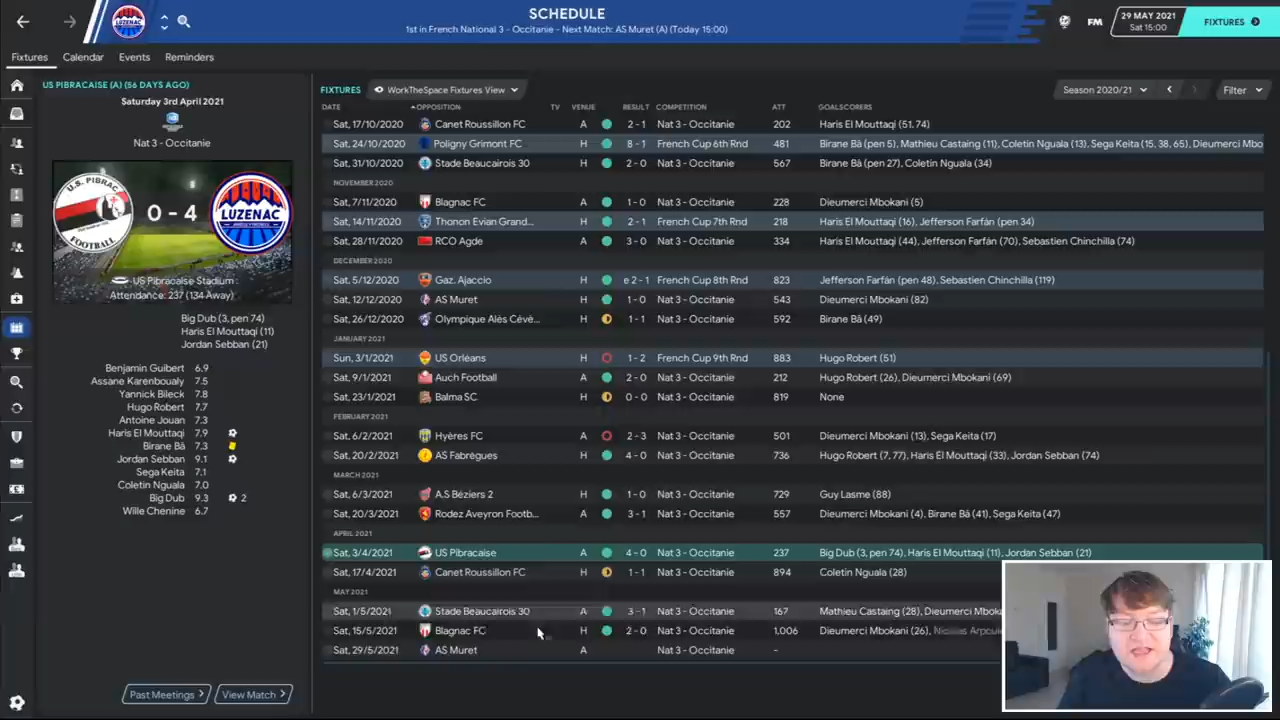 SCHEDULE
1st in French National 3 - Occitanie - Next Match: AS Muret (A) (Today 15:00)
FM
29 MAY 2021
Sat 15:00
FIXTURES
Fixtures Calendar Events Reminders
US PIBRACAISE (A) (56 DAYS AGO)
Saturday 3rd April 2021
Nat 3 - Occitanie
U.S. PIBRAC
FOOTBALL
0 - 4
LUZENAC
US Pibracaise Stadium
Attendance: 237 (134 Away)
Big Dub (3, pen 74)
Haris El Mouttaqi (11)
Jordan Sebban (21)
Benjamin Guibert 6.9
Assane Karenboualy 7.5
Yannick Bileck 7.8
Hugo Robert 7.7
Antoine Jouan 7.3
Haris El Mouttaqi 7.9
Birane Bâ 7.3
Jordan Sebban 9.1
Sega Keita 7.1
Coletin Nguala 7.0
Big Dub 9.3 2
Wille Chenine 6.7
Past Meetings
View Match
FIXTURES WorkTheSpace Fixtures View Season 2020/21 Filter
DATE OPPOSITION TV VENUE RESULT COMPETITION ATT GOALSCORERS
Sat, 17/10/2020 Canet Roussillon FC A 2 - 1 Nat 3 - Occitanie 202 Haris El Mouttaqi (51, 74)
Sat, 24/10/2020 Poligny Grimont FC H 8 - 1 French Cup 6th Rnd 481 Birane Bâ (pen 5), Mathieu Castaing (11), Coletin Nguala (13), Sega Keita (15, 38, 65), Dieumerci Mbo
Sat, 31/10/2020 Stade Beaucairois 30 H 2 - 0 Nat 3 - Occitanie 567 Birane Bâ (pen 27), Coletin Nguala (34)
NOVEMBER 2020
Sat, 7/11/2020 Blagnac FC A 1 - 0 Nat 3 - Occitanie 228 Dieumerci Mbokani (5)
Sat, 14/11/2020 Thonon Evian Grand... H 2 - 1 French Cup 7th Rnd 218 Haris El Mouttaqi (16), Jefferson Farfán (pen 34)
Sat, 28/11/2020 RCO Agde A 3 - 0 Nat 3 - Occitanie 334 Haris El Mouttaqi (44), Jefferson Farfán (70), Sebastien Chinchilla (74)
DECEMBER 2020
Sat, 5/12/2020 Gaz. Ajaccio H e 2 - 1 French Cup 8th Rnd 823 Jefferson Farfán (pen 48), Sebastien Chinchilla (119)
Sat, 12/12/2020 AS Muret H 1 - 0 Nat 3 - Occitanie 543 Dieumerci Mbokani (82)
Sat, 26/12/2020 Olympique Alès Cévé... H 1 - 1 Nat 3 - Occitanie 592 Birane Bâ (49)
JANUARY 2021
Sun, 3/1/2021 US Orléans H 1 - 2 French Cup 9th Rnd 883 Hugo Robert (51)
Sat, 9/1/2021 Auch Football A 2 - 0 Nat 3 - Occitanie 212 Hugo Robert (26), Dieumerci Mbokani (69)
Sat, 23/1/2021 Balma SC H 0 - 0 Nat 3 - Occitanie 819 None
FEBRUARY 2021
Sat, 6/2/2021 Hyères FC A 2 - 3 Nat 3 - Occitanie 501 Dieumerci Mbokani (13), Sega Keita (17)
Sat, 20/2/2021 AS Fabrègues H 4 - 0 Nat 3 - Occitanie 736 Hugo Robert (7, 77), Haris El Mouttaqi (33), Jordan Sebban (74)
MARCH 2021
Sat, 6/3/2021 A.S Béziers 2 H 1 - 0 Nat 3 - Occitanie 729 Guy Lasme (88)
Sat, 20/3/2021 Rodez Aveyron Footb... H 3 - 1 Nat 3 - Occitanie 557 Dieumerci Mbokani (4), Birane Bâ (41), Sega Keita (47)
APRIL 2021
Sat, 3/4/2021 US Pibracaise A 4 - 0 Nat 3 - Occitanie 237 Big Dub (3, pen 74), Haris El Mouttaqi (11), Jordan Sebban (21)
Sat, 17/4/2021 Canet Roussillon FC H 1 - 1 Nat 3 - Occitanie 894 Coletin Nguala (28)
MAY 2021
Sat, 1/5/2021 Stade Beaucairois 30 A 3 - 1 Nat 3 - Occitanie 167 Mathieu Castaing (28), Dieumerci Mboka
Sat, 15/5/2021 Blagnac FC H 2 - 0 Nat 3 - Occitanie 1,006 Dieumerci Mbokani (26),
Sat, 29/5/2021 AS Muret A Nat 3 - Occitanie -